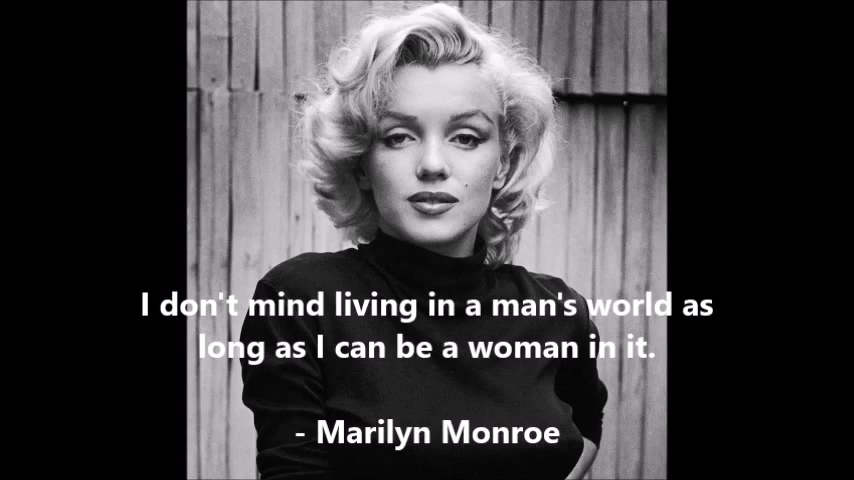 I don't mind living in a man's world as
long as I can be a woman in it.
- Marilyn Monroe